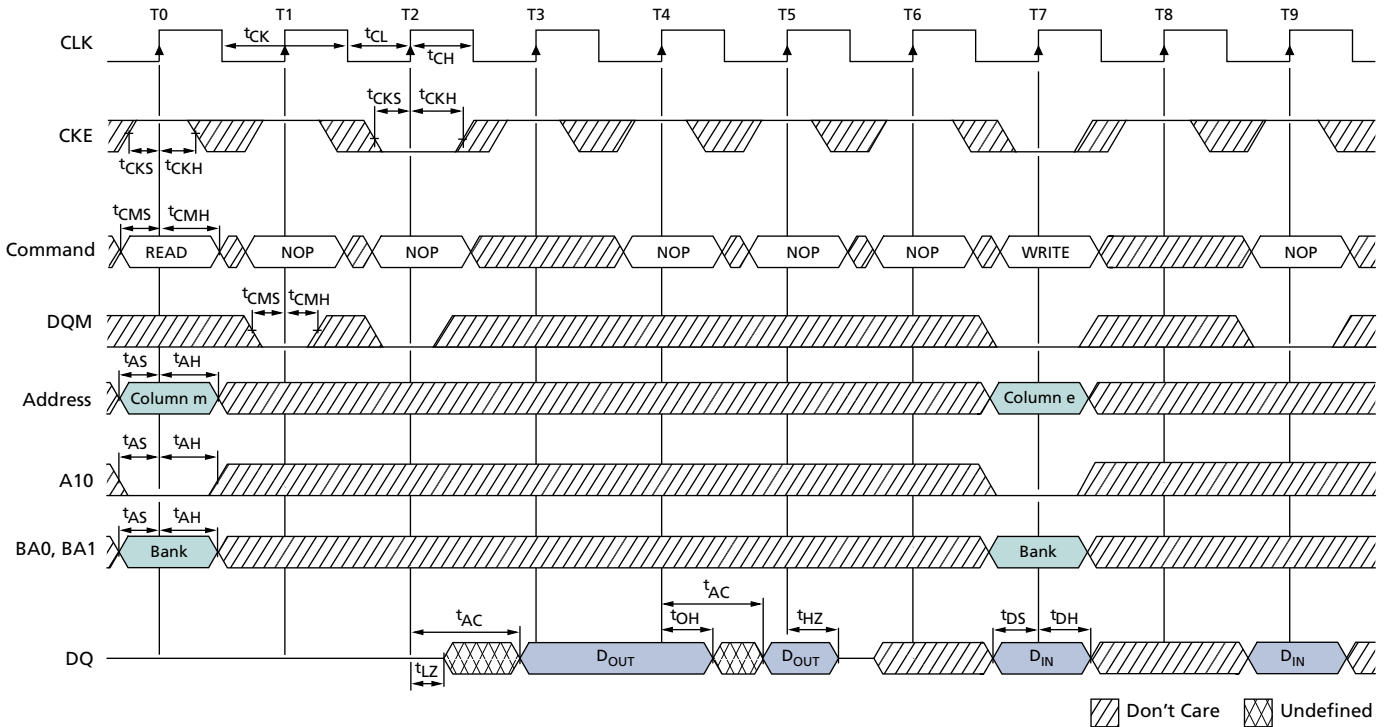 T0 T1 T2 T3 T4 T5 T6 T7 T8 T9
CLK
tCK tCL
tCH
tCKS tCKH
CKE
tCKS tCKH
tCMS tCMH
Command READ NOP NOP NOP NOP NOP WRITE NOP
tCMS tCMH
DQM
tAS tAH
Address Column m Column e
tAS tAH
A10
tAS tAH
BA0, BA1 Bank Bank
tAC
tAC tOH tHZ tDS tDH
DQ DOUT DOUT DIN DIN
tLZ
Don't Care Undefined